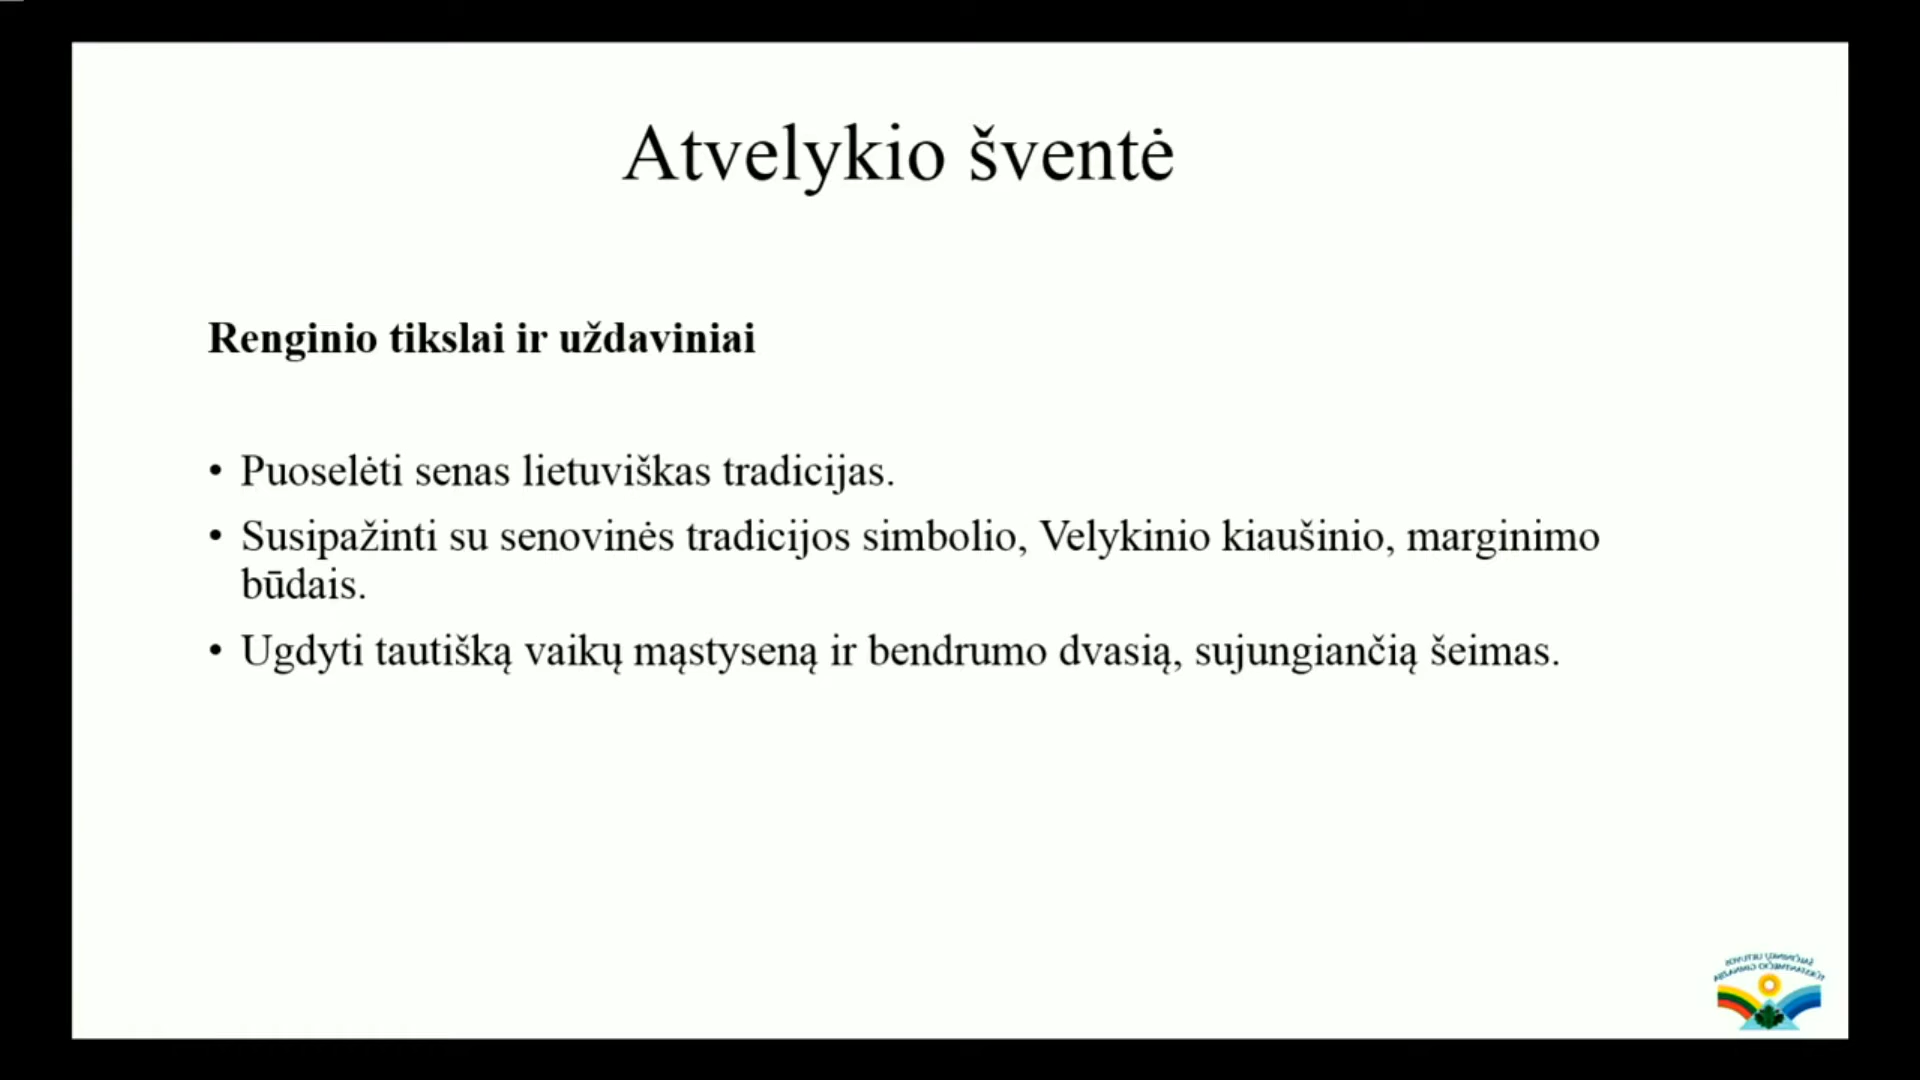 Atvelykio šventė
Renginio tikslai ir uždaviniai
• Puoselėti senas lietuviškas tradicijas.
• Susipažinti su senovinės tradicijos simbolio, Velykinio kiaušinio, marginimo
būdais.
• Ugdyti tautišką vaikų mąstyseną ir bendrumo dvasią, sujungiančią šeimas.